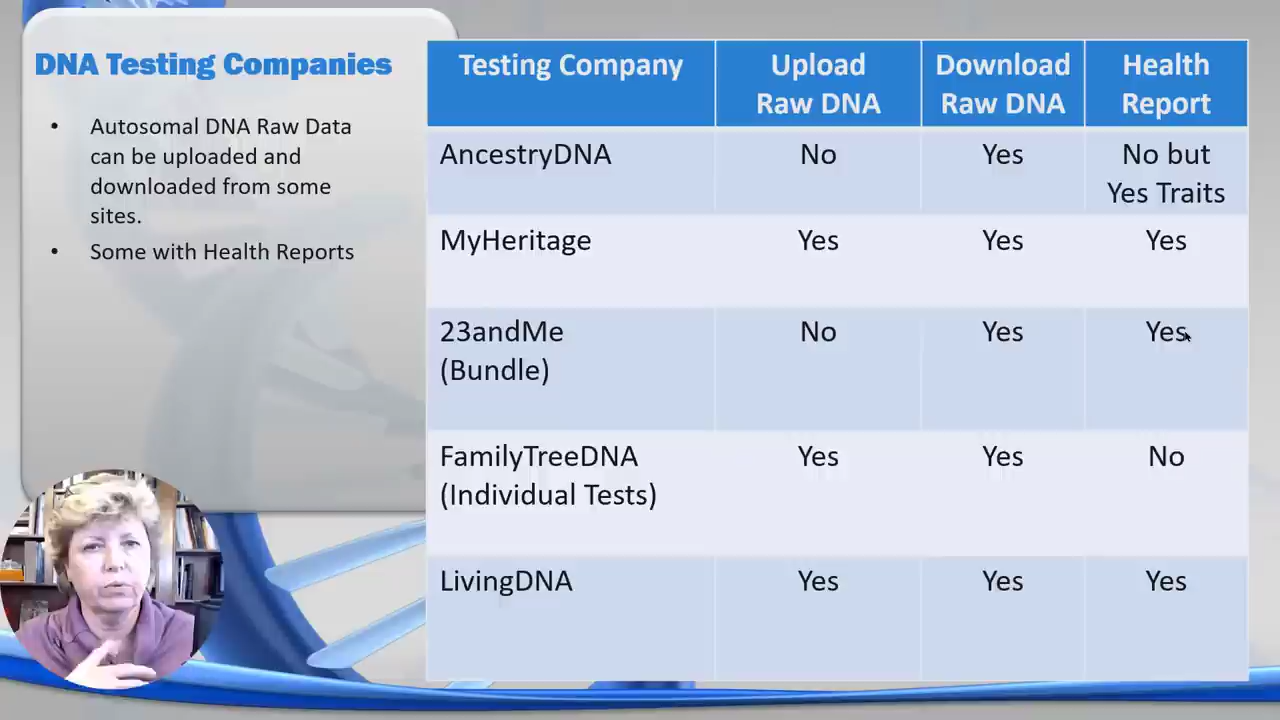 DNA Testing Companies
• Autosomal DNA Raw Data
can be uploaded and
downloaded from some
sites.
• Some with Health Reports
Testing Company Upload Raw DNA Download Raw DNA Health Report
AncestryDNA No Yes No but
Yes Traits
MyHeritage Yes Yes Yes
23andMe No Yes Yes
(Bundle)
FamilyTreeDNA Yes Yes No
(Individual Tests)
LivingDNA Yes Yes Yes